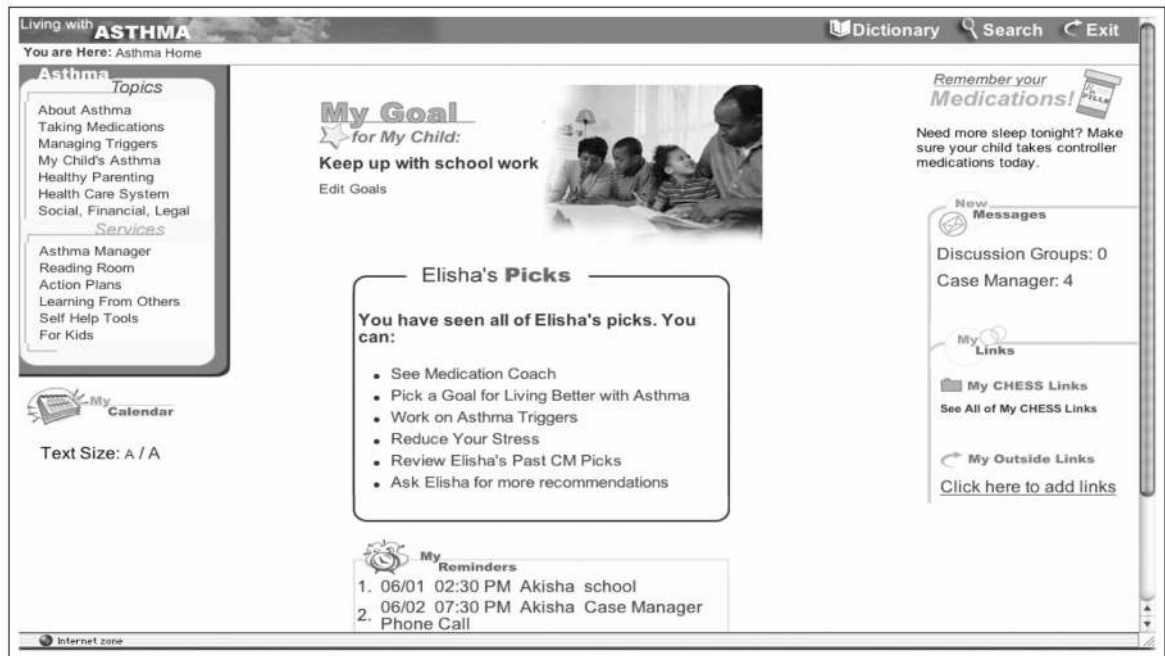 Living with ASTHMA
Dictionary Search Exit
You are Here: Asthma Home
Asthma
Topics
About Asthma
Taking Medications
Managing Triggers
My Child's Asthma
Healthy Parenting
Health Care System
Social, Financial, Legal
Services
Asthma Manager
Reading Room
Action Plans
Learning From Others
Self Help Tools
For Kids
My
Calendar
Text Size: A / A
My Goal
for My Child:
Keep up with school work
Edit Goals
Elisha's Picks
You have seen all of Elisha's picks. You
can:
• See Medication Coach
• Pick a Goal for Living Better with Asthma
• Work on Asthma Triggers
• Reduce Your Stress
• Review Elisha's Past CM Picks
• Ask Elisha for more recommendations
My
Reminders
1. 06/01 02:30 PM Akisha school
2. 06/02 07:30 PM Akisha Case Manager
Phone Call
Remember your
Medications!
PILLS
Need more sleep tonight? Make
sure your child takes controller
medications today.
New
Messages
Discussion Groups: 0
Case Manager: 4
My
Links
My CHESS Links
See All of My CHESS Links
My Outside Links
Click here to add links
Internet zone